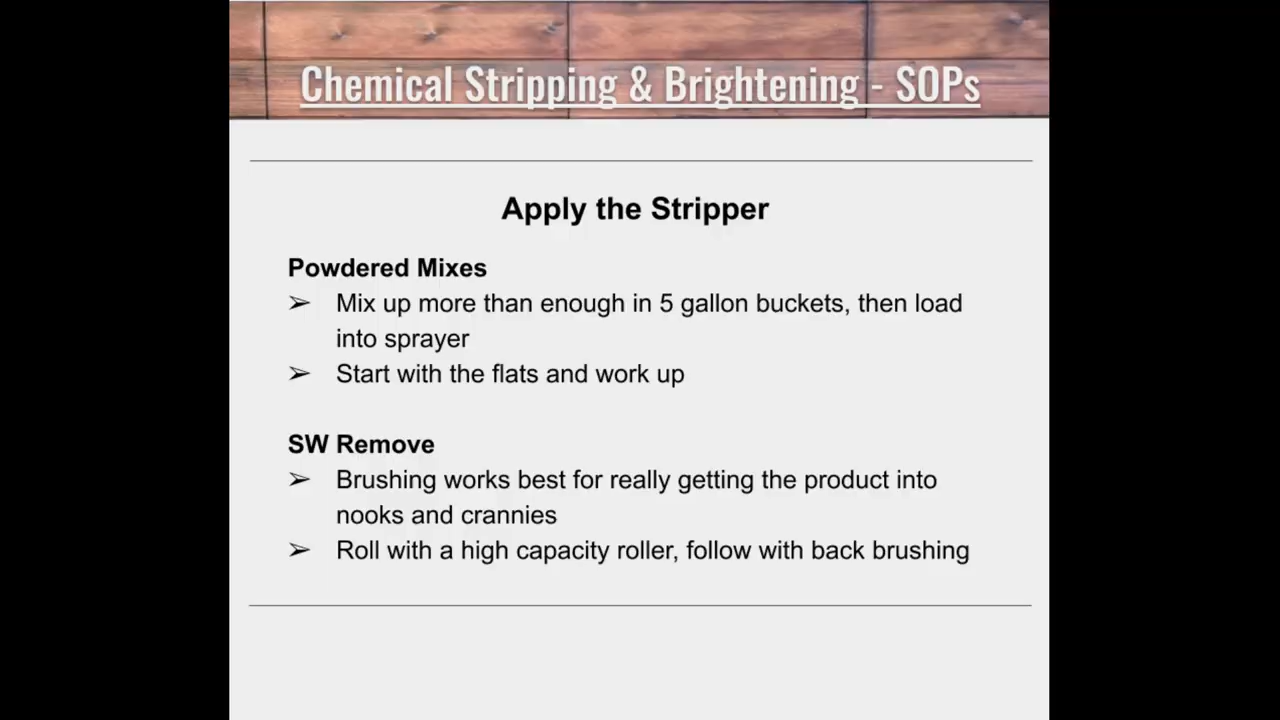 Chemical Stripping & Brightening - SOPs
Apply the Stripper
Powdered Mixes
➢ Mix up more than enough in 5 gallon buckets, then load
into sprayer
➢ Start with the flats and work up
SW Remove
➢ Brushing works best for really getting the product into
nooks and crannies
➢ Roll with a high capacity roller, follow with back brushing